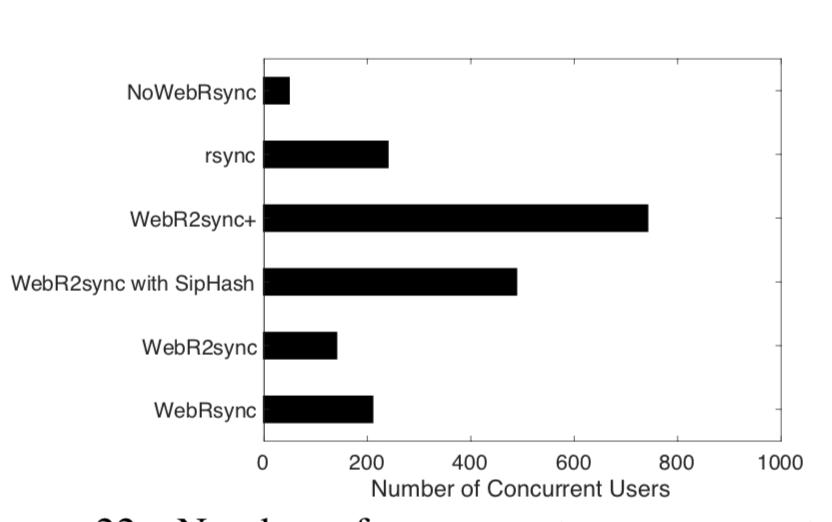 NoWebRsync
rsync
WebR2sync+
WebR2sync with SipHash
WebR2sync
WebRsync
0 200 400 600 800 1000
Number of Concurrent Users